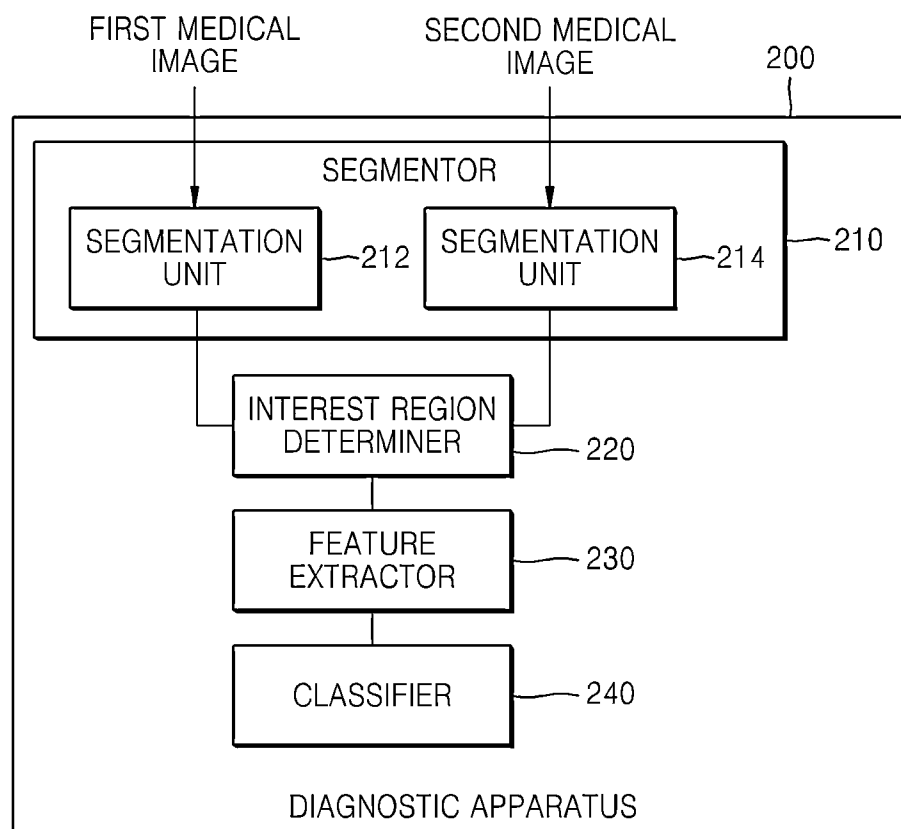 FIRST MEDICAL
IMAGE
SECOND MEDICAL
IMAGE
200
SEGMENTOR
SEGMENTATION
UNIT
212
SEGMENTATION
UNIT
214
210
INTEREST REGION
DETERMINER
220
FEATURE
EXTRACTOR
230
CLASSIFIER
240
DIAGNOSTIC APPARATUS